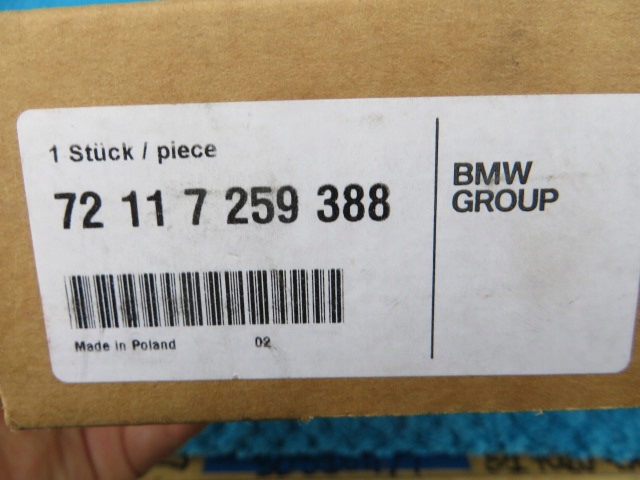 1 Stück / piece
72 11 7 259 388
BMW
GROUP
Made in Poland 02